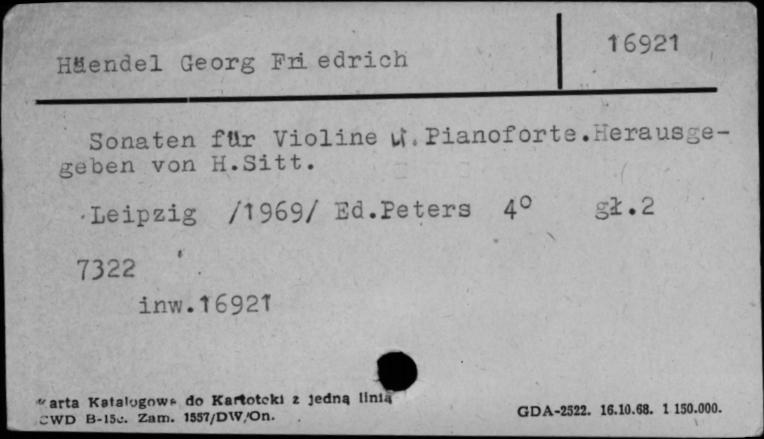 Häendel Georg Friedrich
16921
Sonaten für Violine u. Pianoforte.Herausge-
geben von H.Sitt.
Leipzig /1969/ Ed.Peters 4° gł.2
7322
inw.16921
Karta Katalogowa do Kartoteki z jedną linią
CWD B-15c. Zam. 1557/DW/On.
GDA-2522. 16.10.68. 1 150.000.